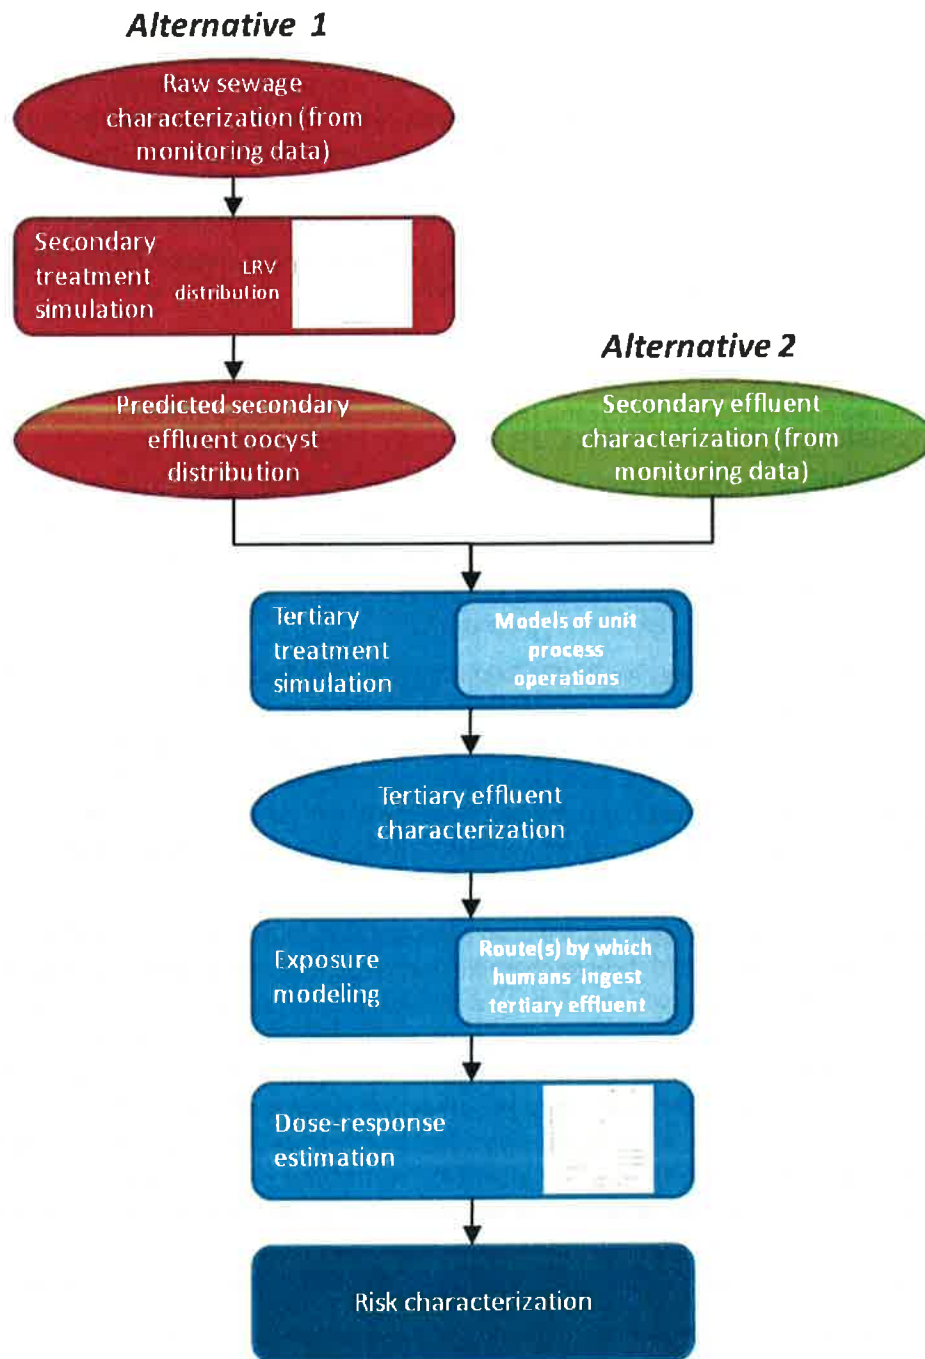 Alternative 1
Raw sewage
characterization (from
monitoring data)
Secondary
treatment
simulation
LRV
distribution
Alternative 2
Predicted secondary
effluent oocyst
distribution
Secondary effluent
characterization (from
monitoring data)
Tertiary
treatment
simulation
Models of unit
process
operations
Tertiary effluent
characterization
Exposure
modeling
Route(s) by which
humans ingest
tertiary effluent
Dose-response
estimation
Risk characterization